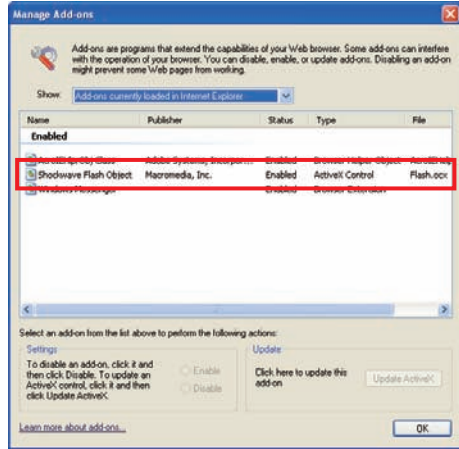 Manage Add-ons
Add-ons are programs that extend the capabilities of your Web browser. Some add-ons can interfere
with the operation of your browser. You can disable, enable, or update add-ons. Disabling an add-on
might prevent some Web pages from working.
Show: Add-ons currently loaded in Internet Explorer
Name Publisher Status Type File
Enabled
Adobe Systems, Incorpor... Enabled Browser Helper Object
Shockwave Flash Object Macromedia, Inc. Enabled ActiveX Control Flash.ocx
Windows Messenger Enabled Browser Extension
Select an add-on from the list above to perform the following actions:
Settings
To disable an add-on, click it and
then click Disable. To update an
ActiveX control, click it and then
click Update ActiveX.
Enable
Disable
Update
Click here to update this
add-on
Update ActiveX
Learn more about add-ons...
OK